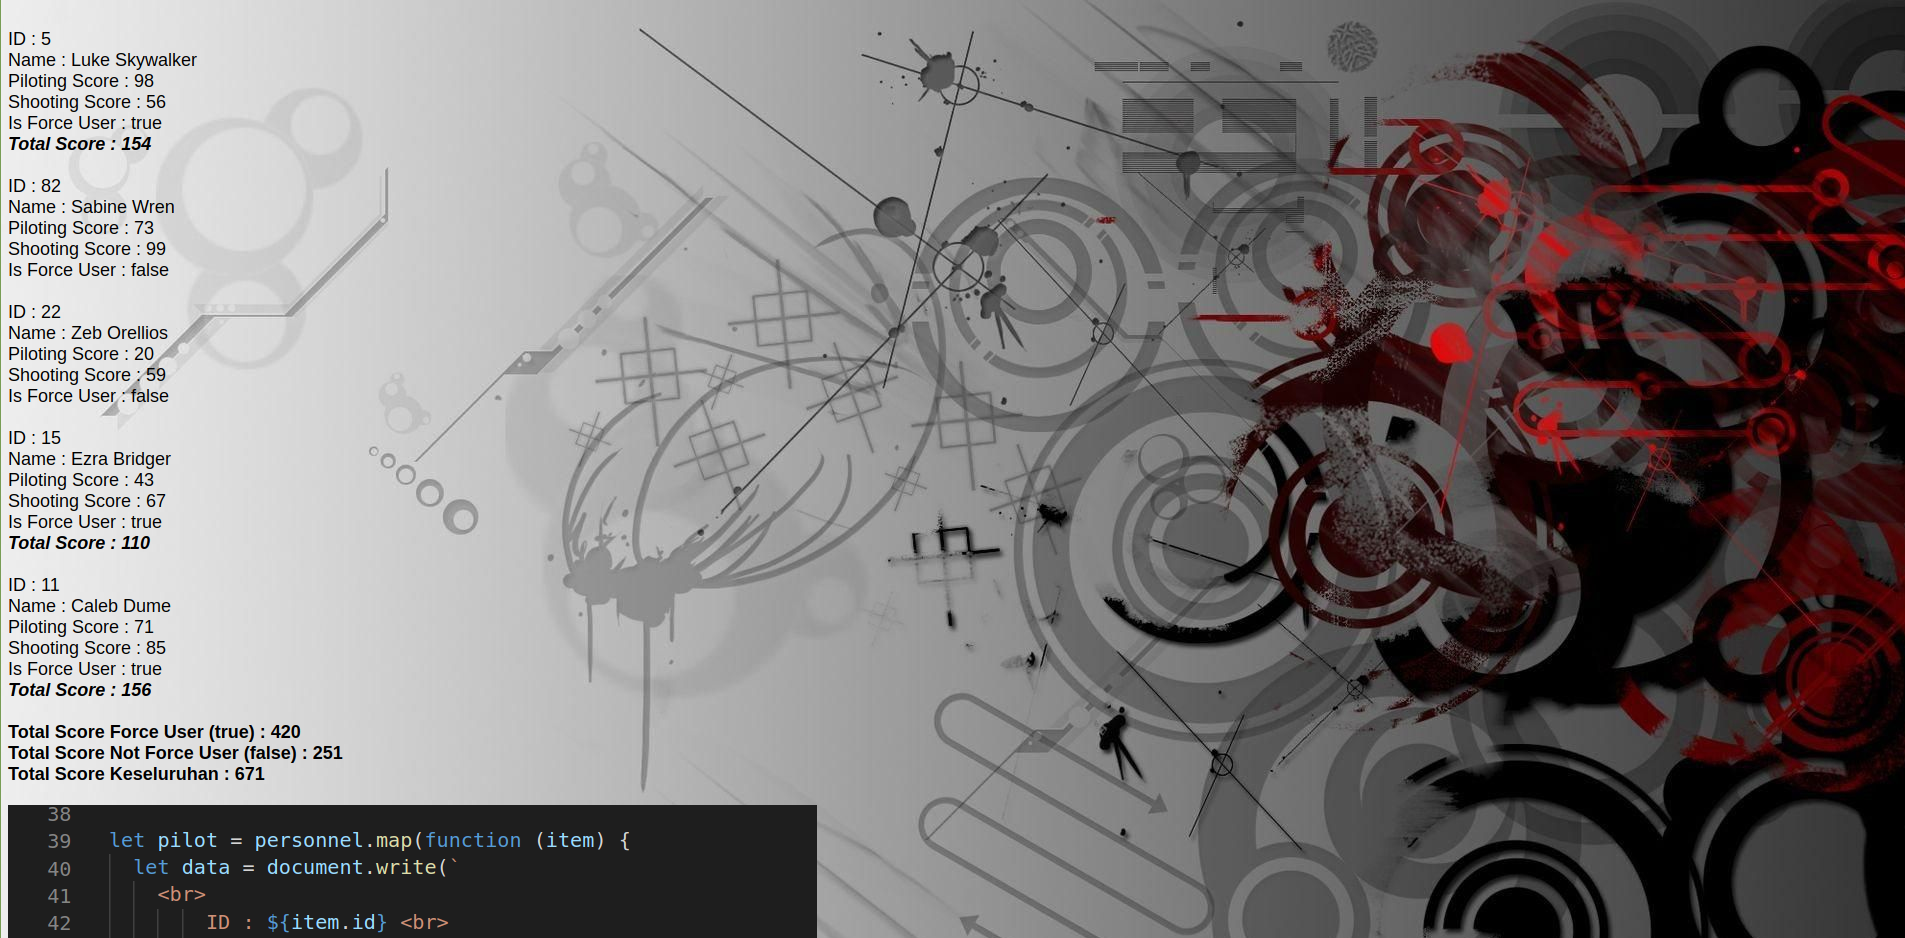 ID : 5
Name : Luke Skywalker
Piloting Score : 98
Shooting Score : 56
Is Force User : true
Total Score : 154
ID : 82
Name : Sabine Wren
Piloting Score : 73
Shooting Score : 99
Is Force User : false
ID : 22
Name : Zeb Orellios
Piloting Score : 20
Shooting Score : 59
Is Force User : false
ID : 15
Name : Ezra Bridger
Piloting Score : 43
Shooting Score : 67
Is Force User : true
Total Score : 110
ID : 11
Name : Caleb Dume
Piloting Score : 71
Shooting Score : 85
Is Force User : true
Total Score : 156
Total Score Force User (true) : 420
Total Score Not Force User (false) : 251
Total Score Keseluruhan : 671
38
39 let pilot = personnel.map(function (item) {
40 let data = document.write(`
41 <br>
42 ID : ${item.id} <br>